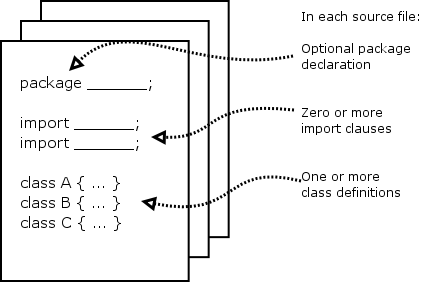 In each source file:
Optional package
declaration
package _______;
import _______;
import _______;
Zero or more
import clauses
class A { ... }
class B { ... }
class C { ... }
One or more
class definitions